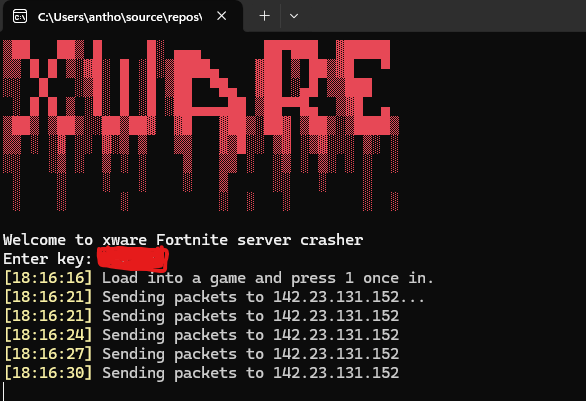 C:\Users\antho\source\repos\
XWARE
Welcome to xware Fortnite server crasher
Enter key:
[18:16:16] Load into a game and press 1 once in.
[18:16:21] Sending packets to 142.23.131.152...
[18:16:21] Sending packets to 142.23.131.152
[18:16:24] Sending packets to 142.23.131.152
[18:16:27] Sending packets to 142.23.131.152
[18:16:30] Sending packets to 142.23.131.152